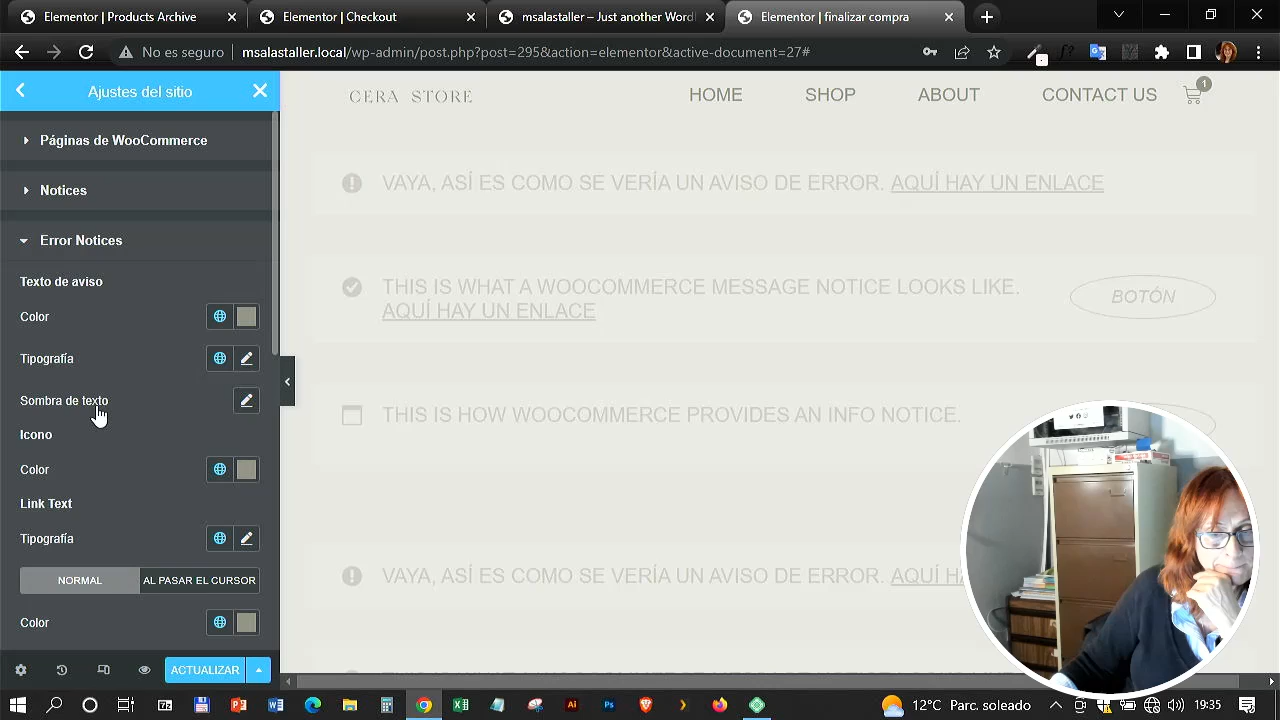 Elementor | Products Archive
Elementor | Checkout
msalastaller – Just another Word
Elementor | finalizar compra
No es seguro
msalastaller.local/wp-admin/post.php?post=295&action=elementor&active-document=27#
Ajustes del sitio
Páginas de WooCommerce
Notices
Error Notices
Texto de aviso
Color
Tipografía
Sombra de texto
Icono
Color
Link Text
Tipografía
NORMAL
AL PASAR EL CURSOR
Color
ACTUALIZAR
CERA STORE
HOME
SHOP
ABOUT
CONTACT US
1
VAYA, ASÍ ES COMO SE VERÍA UN AVISO DE ERROR. AQUÍ HAY UN ENLACE
THIS IS WHAT A WOOCOMMERCE MESSAGE NOTICE LOOKS LIKE.
AQUÍ HAY UN ENLACE
BOTÓN
THIS IS HOW WOOCOMMERCE PROVIDES AN INFO NOTICE.
VAYA, ASÍ ES COMO SE VERÍA UN AVISO DE ERROR. AQUÍ H
12°C Parc. soleado
19:35